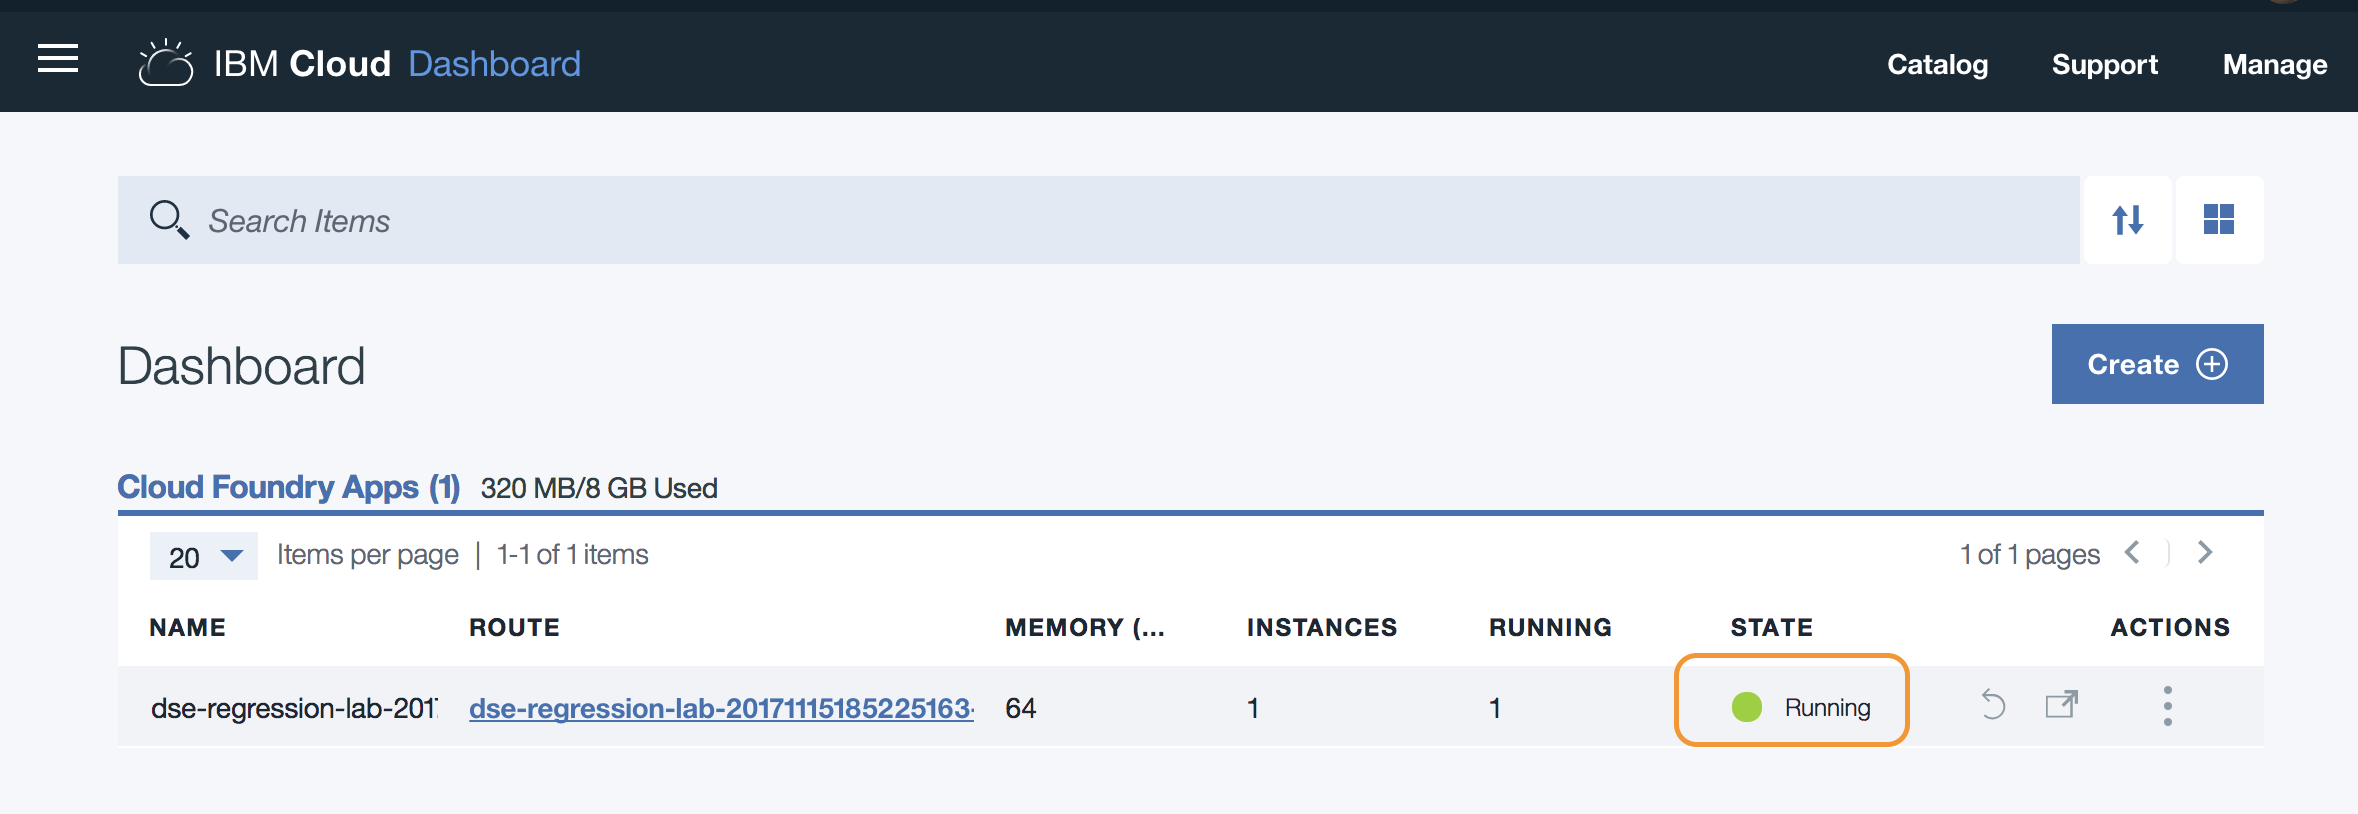 IBM Cloud Dashboard Catalog Support Manage
Search Items
Dashboard
Create
Cloud Foundry Apps (1) 320 MB/8 GB Used
20 Items per page | 1-1 of 1 items 1 of 1 pages
NAME ROUTE MEMORY (... INSTANCES RUNNING STATE ACTIONS
dse-regression-lab-201 dse-regression-lab-20171115185225163- 64 1 1 Running